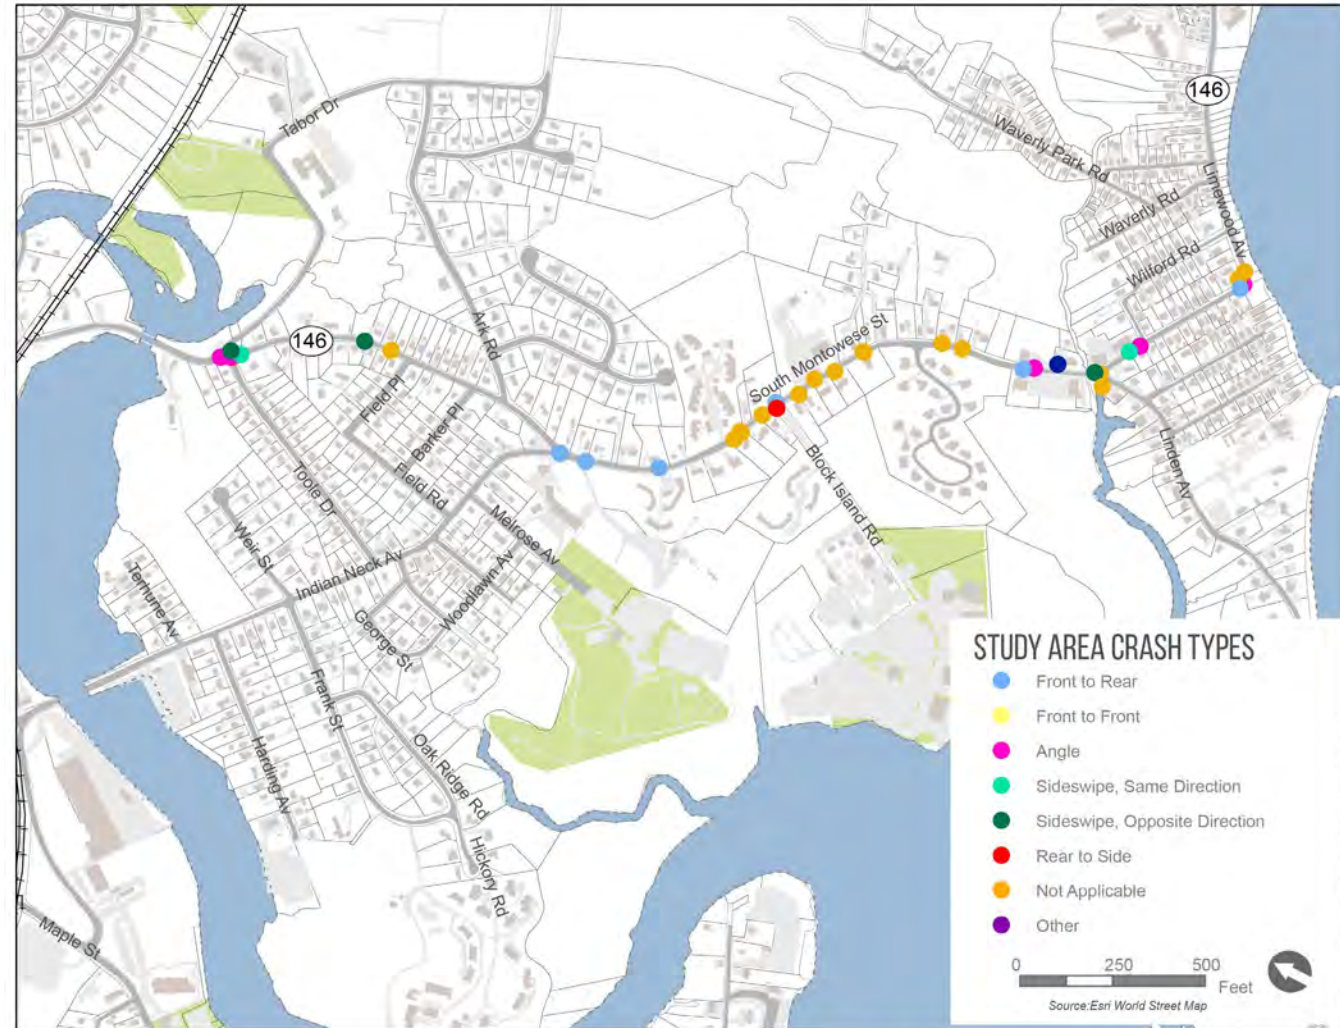 146
Tabor Dr
Waverly Park Rd
Limewood Av
Waverly Rd
Wilford Rd
146
Ark Rd
South Montowese St
Field Pl
Barker Pl
Field Rd
Toole Dr
Melrose Av
Block Island Rd
Linden Av
Weir St
Indian Neck Av
Woodlawn Av
Terhune Av
George St
Frank St
Oak Ridge Rd
Harding Av
Hickory Rd
Maple St
STUDY AREA CRASH TYPES
Front to Rear
Front to Front
Angle
Sideswipe, Same Direction
Sideswipe, Opposite Direction
Rear to Side
Not Applicable
Other
0 250 500
Feet
Source:Esri World Street Map